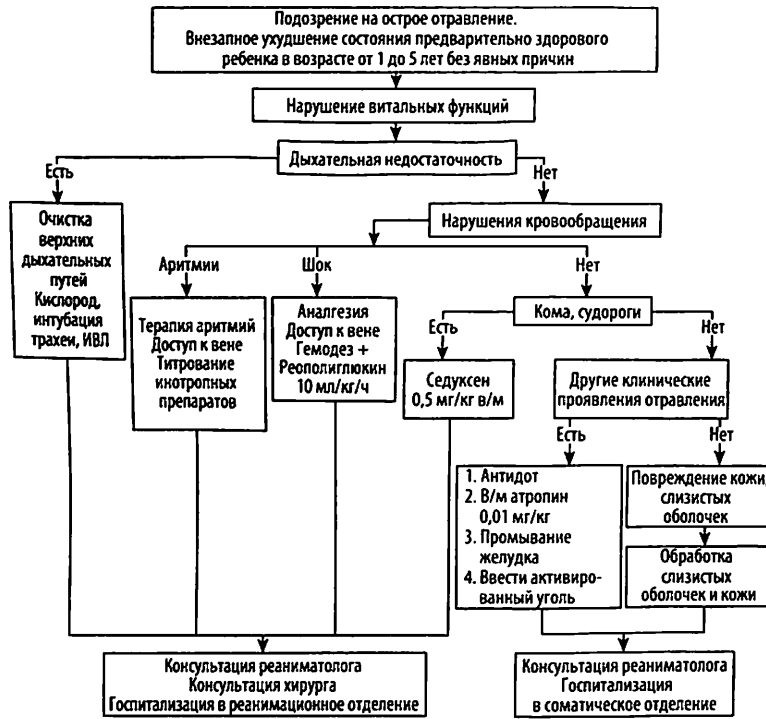 Подозрение на острое отравление.
Внезапное ухудшение состояния предварительно здорового
ребенка в возрасте от 1 до 5 лет без явных причин
Нарушение витальных функций
Дыхательная недостаточность
Есть
Нет
Очистка
верхних
дыхательных
путей
Кислород,
интубация
трахеи, ИВЛ
Нарушения кровообращения
Аритмии
Шок
Нет
Терапия аритмий
Доступ к вене
Титрование
инотропных
препаратов
Аналгезия
Доступ к вене
Гемодез +
Реополиглюкин
10 мл/кг/ч
Кома, судороги
Есть
Нет
Седуксен
0,5 мг/кг в/м
Другие клинические
проявления отравления
Есть
Нет
1. Антидот
2. В/м атропин
0,01 мг/кг
3. Промывание
желудка
4. Ввести активиро-
ванный уголь
Повреждение кожи,
слизистых
оболочек
Обработка
слизистых
оболочек и кожи
Консультация реаниматолога
Консультация хирурга
Госпитализация в реанимационное отделение
Консультация реаниматолога
Госпитализация
в соматическое отделение